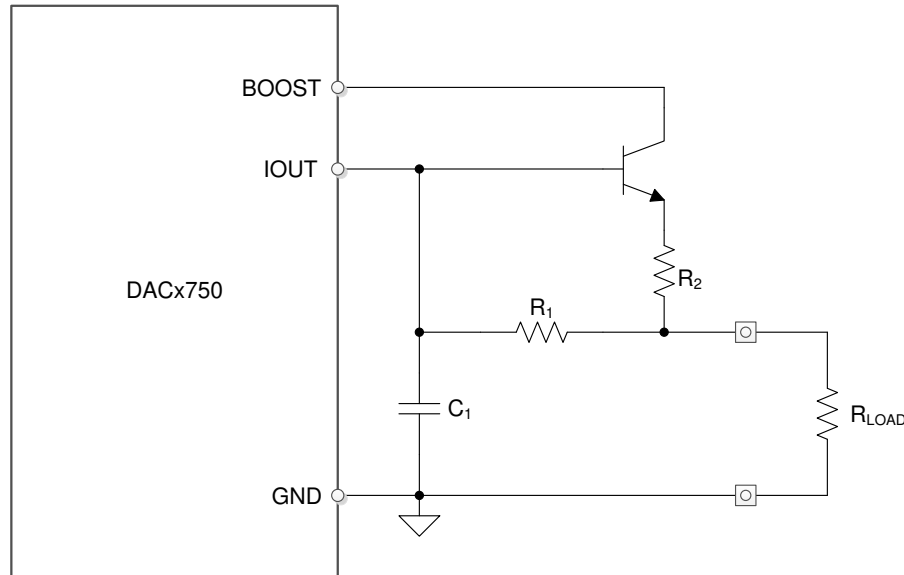 BOOST
IOUT
DACx750
R2
R1
C1
RLOAD
GND